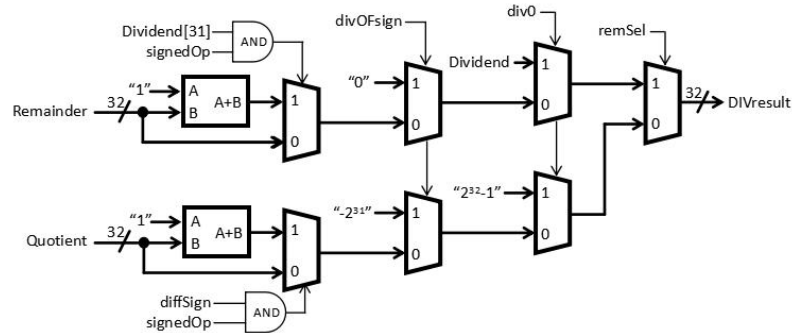 Dividend[31]
signedOp
AND
divOFsign
div0
remSel
"1"
A
B
A+B
Remainder
32
1
0
"0"
1
0
Dividend
1
0
1
0
32
DIVresult
"1"
A
B
A+B
Quotient
32
1
0
"-2³¹"
1
0
"2³²-1"
1
0
diffSign
signedOp
AND